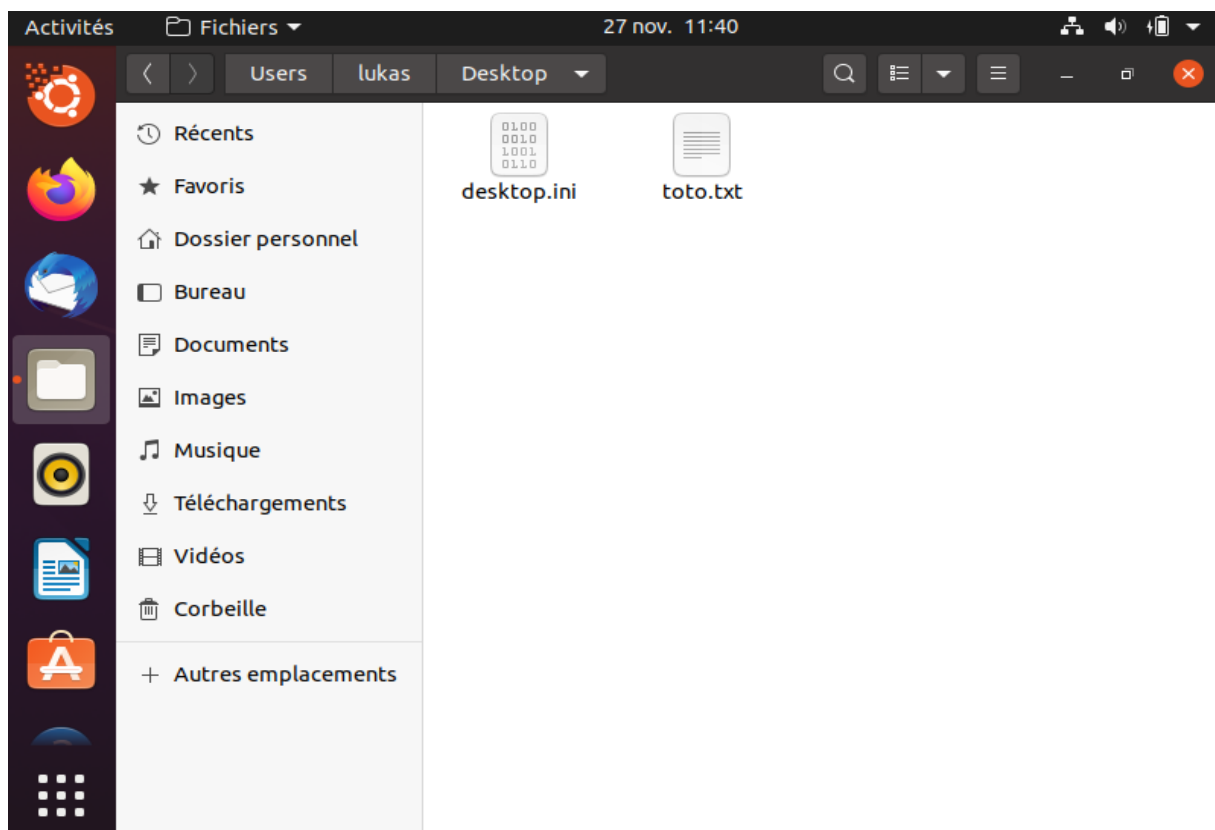 Activités Fichiers 27 nov. 11:40
Users lukas Desktop
Récents
Favoris
Dossier personnel
Bureau
Documents
Images
Musique
Téléchargements
Vidéos
Corbeille
Autres emplacements
0100
0010
1001
0110
desktop.ini toto.txt